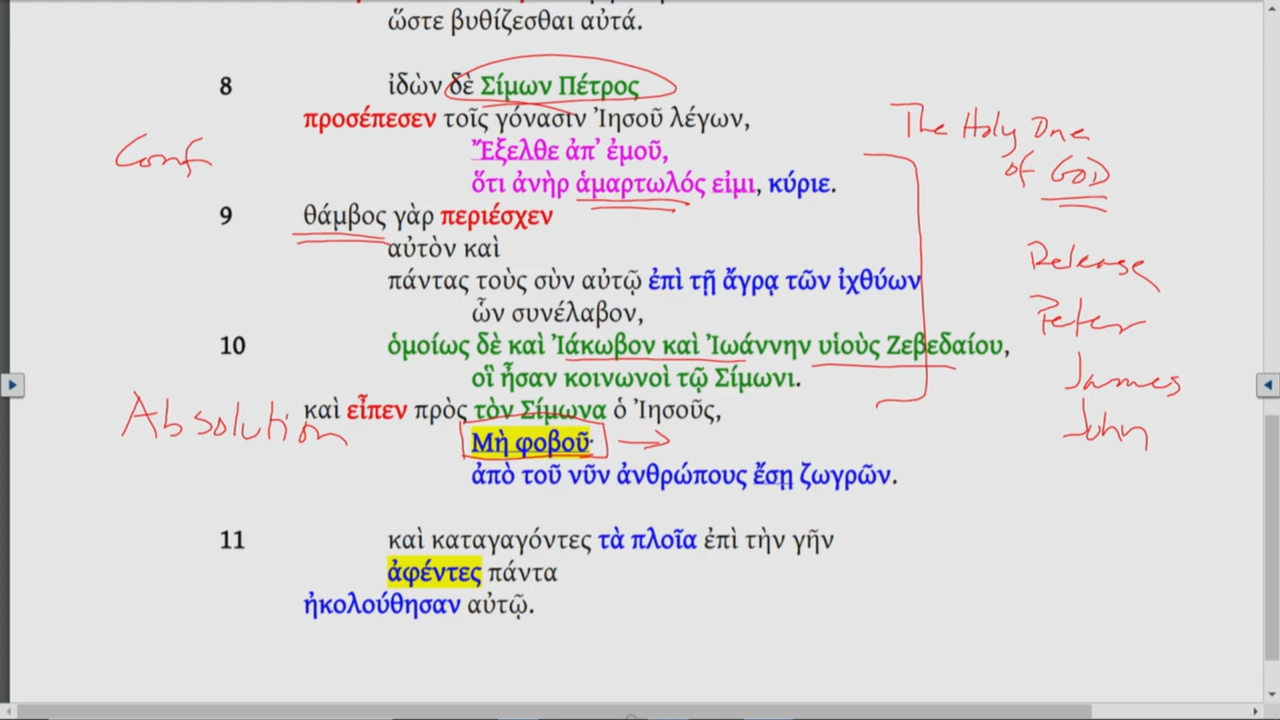 ὥστε βυθίζεσθαι αὐτά.
8 ἰδὼν δὲ Σίμων Πέτρος
προσέπεσεν τοῖς γόνασιν Ἰησοῦ λέγων,
Ἔξελθε ἀπ' ἐμοῦ,
ὅτι ἀνὴρ ἁμαρτωλός εἰμι, κύριε.
9 θάμβος γὰρ περιέσχεν
αὐτὸν καὶ
πάντας τοὺς σὺν αὐτῷ ἐπὶ τῇ ἄγρᾳ τῶν ἰχθύων
ὧν συνέλαβον,
10 ὁμοίως δὲ καὶ Ἰάκωβον καὶ Ἰωάννην υἱοὺς Ζεβεδαίου,
οἳ ἦσαν κοινωνοὶ τῷ Σίμωνι.
καὶ εἶπεν πρὸς τὸν Σίμωνα ὁ Ἰησοῦς,
Μὴ φοβοῦ·
ἀπὸ τοῦ νῦν ἀνθρώπους ἔσῃ ζωγρῶν.
11 καὶ καταγαγόντες τὰ πλοῖα ἐπὶ τὴν γῆν
ἀφέντες πάντα
ἠκολούθησαν αὐτῷ.
Conf
Absolution
The Holy One
of GOD
Release
Peter
James
John